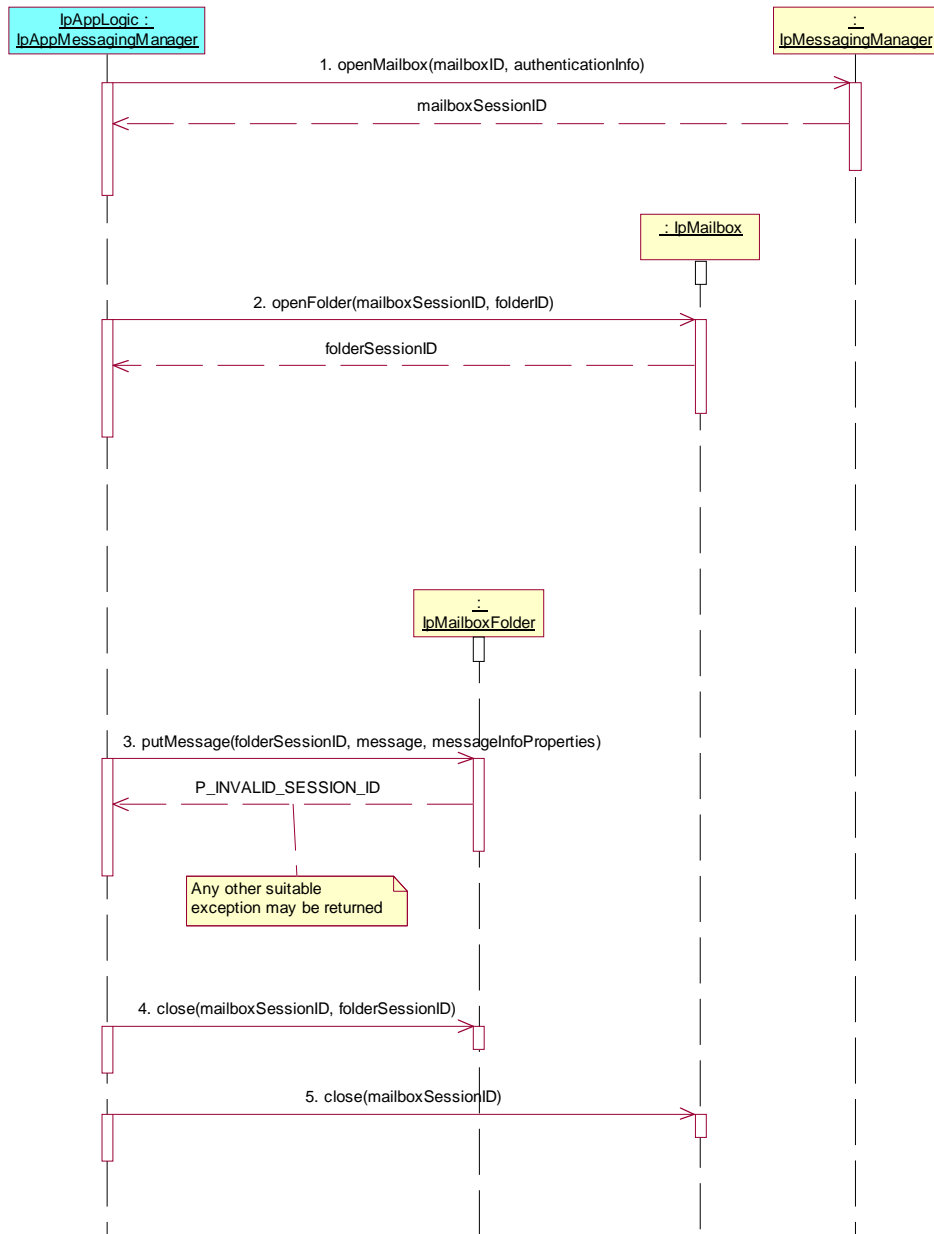 IpAppLogic :
IpAppMessagingManager
:
IpMessagingManager
1. openMailbox(mailboxID, authenticationInfo)
mailboxSessionID
: IpMailbox
2. openFolder(mailboxSessionID, folderID)
folderSessionID
:
IpMailboxFolder
3. putMessage(folderSessionID, message, messageInfoProperties)
P_INVALID_SESSION_ID
Any other suitable
exception may be returned
4. close(mailboxSessionID, folderSessionID)
5. close(mailboxSessionID)